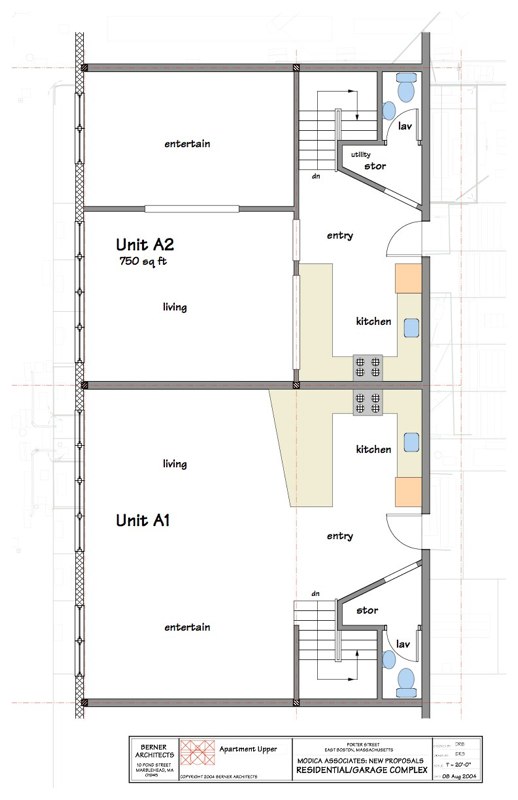 entertain
lav
utility
stor
dn
entry
Unit A2
750 sq ft
living
kitchen
living
kitchen
Unit A1
entry
dn
stor
entertain
lav
BERNER
ARCHITECTS
10 POND STREET
MARBLEHEAD, MA
01945
Apartment Upper
COPYRIGHT 2004 BERNER ARCHITECTS
PORTER STREET
EAST BOSTON, MASSACHUSETTS
MODICA ASSOCIATES: NEW PROPOSALS
RESIDENTIAL/GARAGE COMPLEX
1" = 20'-0"
08 Aug 2004